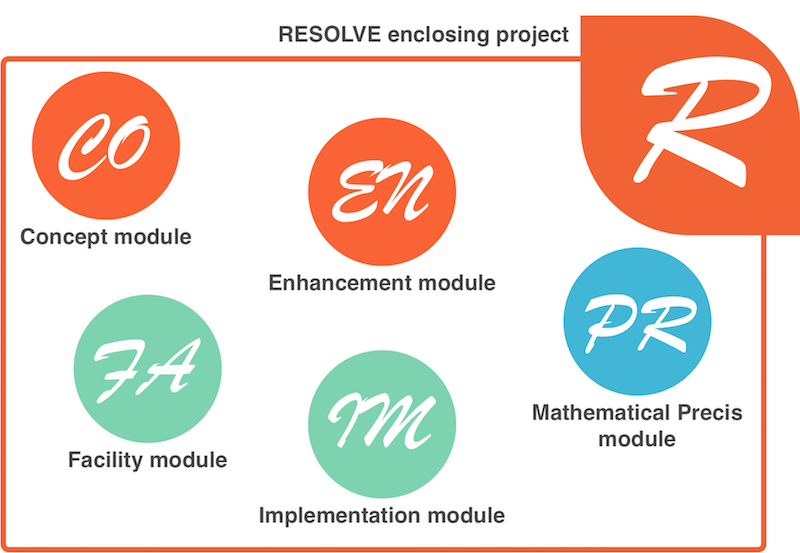 RESOLVE enclosing project
R
CO
Concept module
EN
Enhancement module
PR
Mathematical Precis
module
FA
Facility module
IM
Implementation module